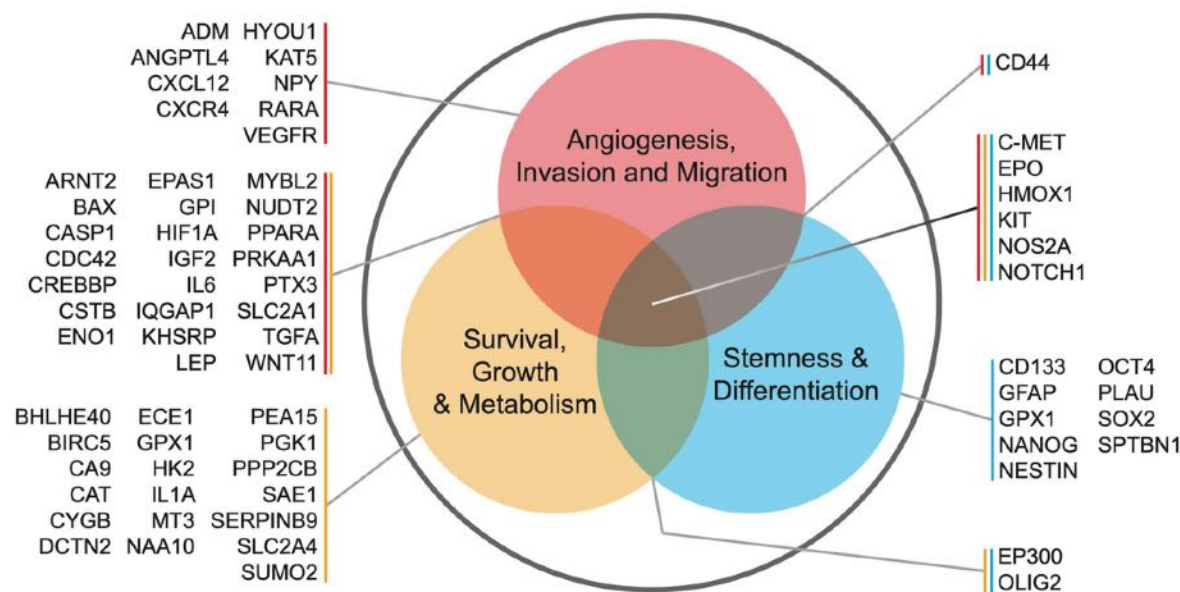 ADM HYOU1
ANGPTL4 KAT5
CXCL12 NPY
CXCR4 RARA
VEGFR
ARNT2 EPAS1 MYBL2
BAX GPI NUDT2
CASP1 HIF1A PPARA
CDC42 IGF2 PRKAA1
CREBBP IL6 PTX3
CSTB IQGAP1 SLC2A1
ENO1 KHSRP TGFA
LEP WNT11
BHLHE40 ECE1 PEA15
BIRC5 GPX1 PGK1
CA9 HK2 PPP2CB
CAT IL1A SAE1
CYGB MT3 SERPINB9
DCTN2 NAA10 SLC2A4
SUMO2
Angiogenesis,
Invasion and Migration
Survival,
Growth
& Metabolism
Stemness &
Differentiation
CD44
C-MET
EPO
HMOX1
KIT
NOS2A
NOTCH1
CD133 OCT4
GFAP PLAU
GPX1 SOX2
NANOG SPTBN1
NESTIN
EP300
OLIG2